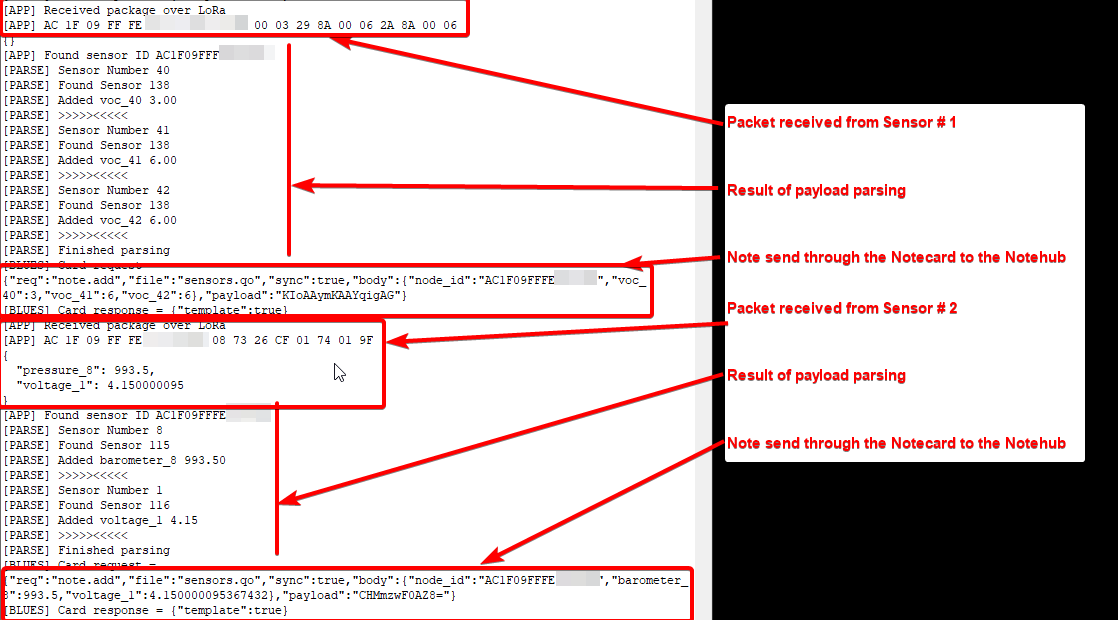 [APP] Received package over LoRa
[APP] AC 1F 09 FF FE 00 03 29 8A 00 06 2A 8A 00 06
{}
[APP] Found sensor ID AC1F09FFF
[PARSE] Sensor Number 40
[PARSE] Found Sensor 138
[PARSE] Added voc_40 3.00
[PARSE] >>>>><<<<<
[PARSE] Sensor Number 41
[PARSE] Found Sensor 138
[PARSE] Added voc_41 6.00
[PARSE] >>>>><<<<<
[PARSE] Sensor Number 42
[PARSE] Found Sensor 138
[PARSE] Added voc_42 6.00
[PARSE] >>>>><<<<<
[PARSE] Finished parsing
[BLUES] Card request
{"req":"note.add","file":"sensors.qo","sync":true,"body":{"node_id":"AC1F09FFFE","voc_
40":3,"voc_41":6,"voc_42":6},"payload":"KIoAAymKAAYqigAG"}
[BLUES] Card response = {"template":true}
[APP] Received package over LoRa
[APP] AC 1F 09 FF FE 08 73 26 CF 01 74 01 9F
{
"pressure_8": 993.5,
"voltage_1": 4.150000095
}
[APP] Found sensor ID AC1F09FFFE
[PARSE] Sensor Number 8
[PARSE] Found Sensor 115
[PARSE] Added barometer_8 993.50
[PARSE] >>>>><<<<<
[PARSE] Sensor Number 1
[PARSE] Found Sensor 116
[PARSE] Added voltage_1 4.15
[PARSE] >>>>><<<<<
[PARSE] Finished parsing
[BLUES] Card request =
{"req":"note.add","file":"sensors.qo","sync":true,"body":{"node_id":"AC1F09FFFE","barometer_
8":993.5,"voltage_1":4.150000095367432},"payload":"CHMmzwF0AZ8="}
[BLUES] Card response = {"template":true}
Packet received from Sensor # 1
Result of payload parsing
Note send through the Notecard to the Notehub
Packet received from Sensor # 2
Result of payload parsing
Note send through the Notecard to the Notehub